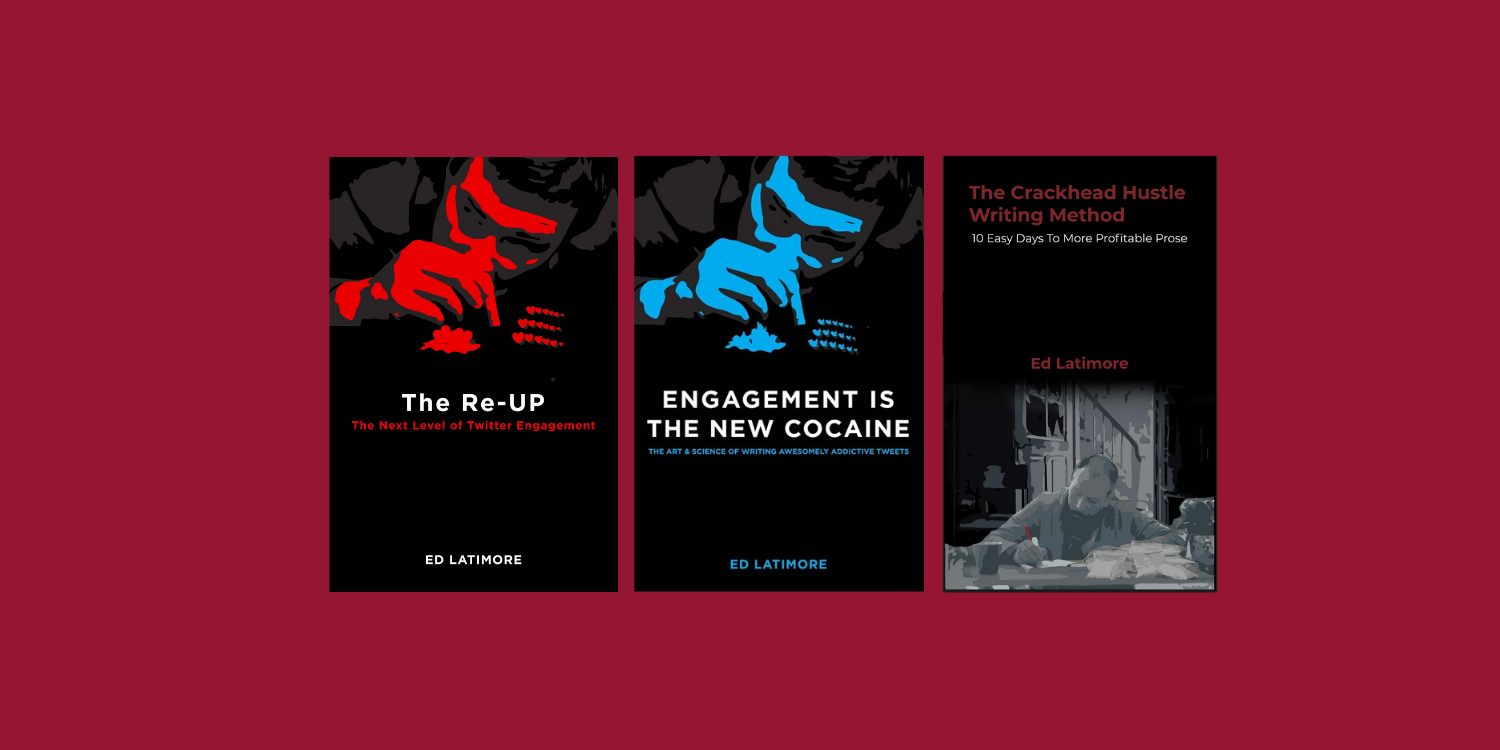 The Re-UP
The Next Level of Twitter Engagement
ED LATIMORE
ENGAGEMENT IS
THE NEW COCAINE
THE ART & SCIENCE OF WRITING AWESOMELY ADDICTIVE TWEETS
ED LATIMORE
The Crackhead Hustle
Writing Method
10 Easy Days To More Profitable Prose
Ed Latimore